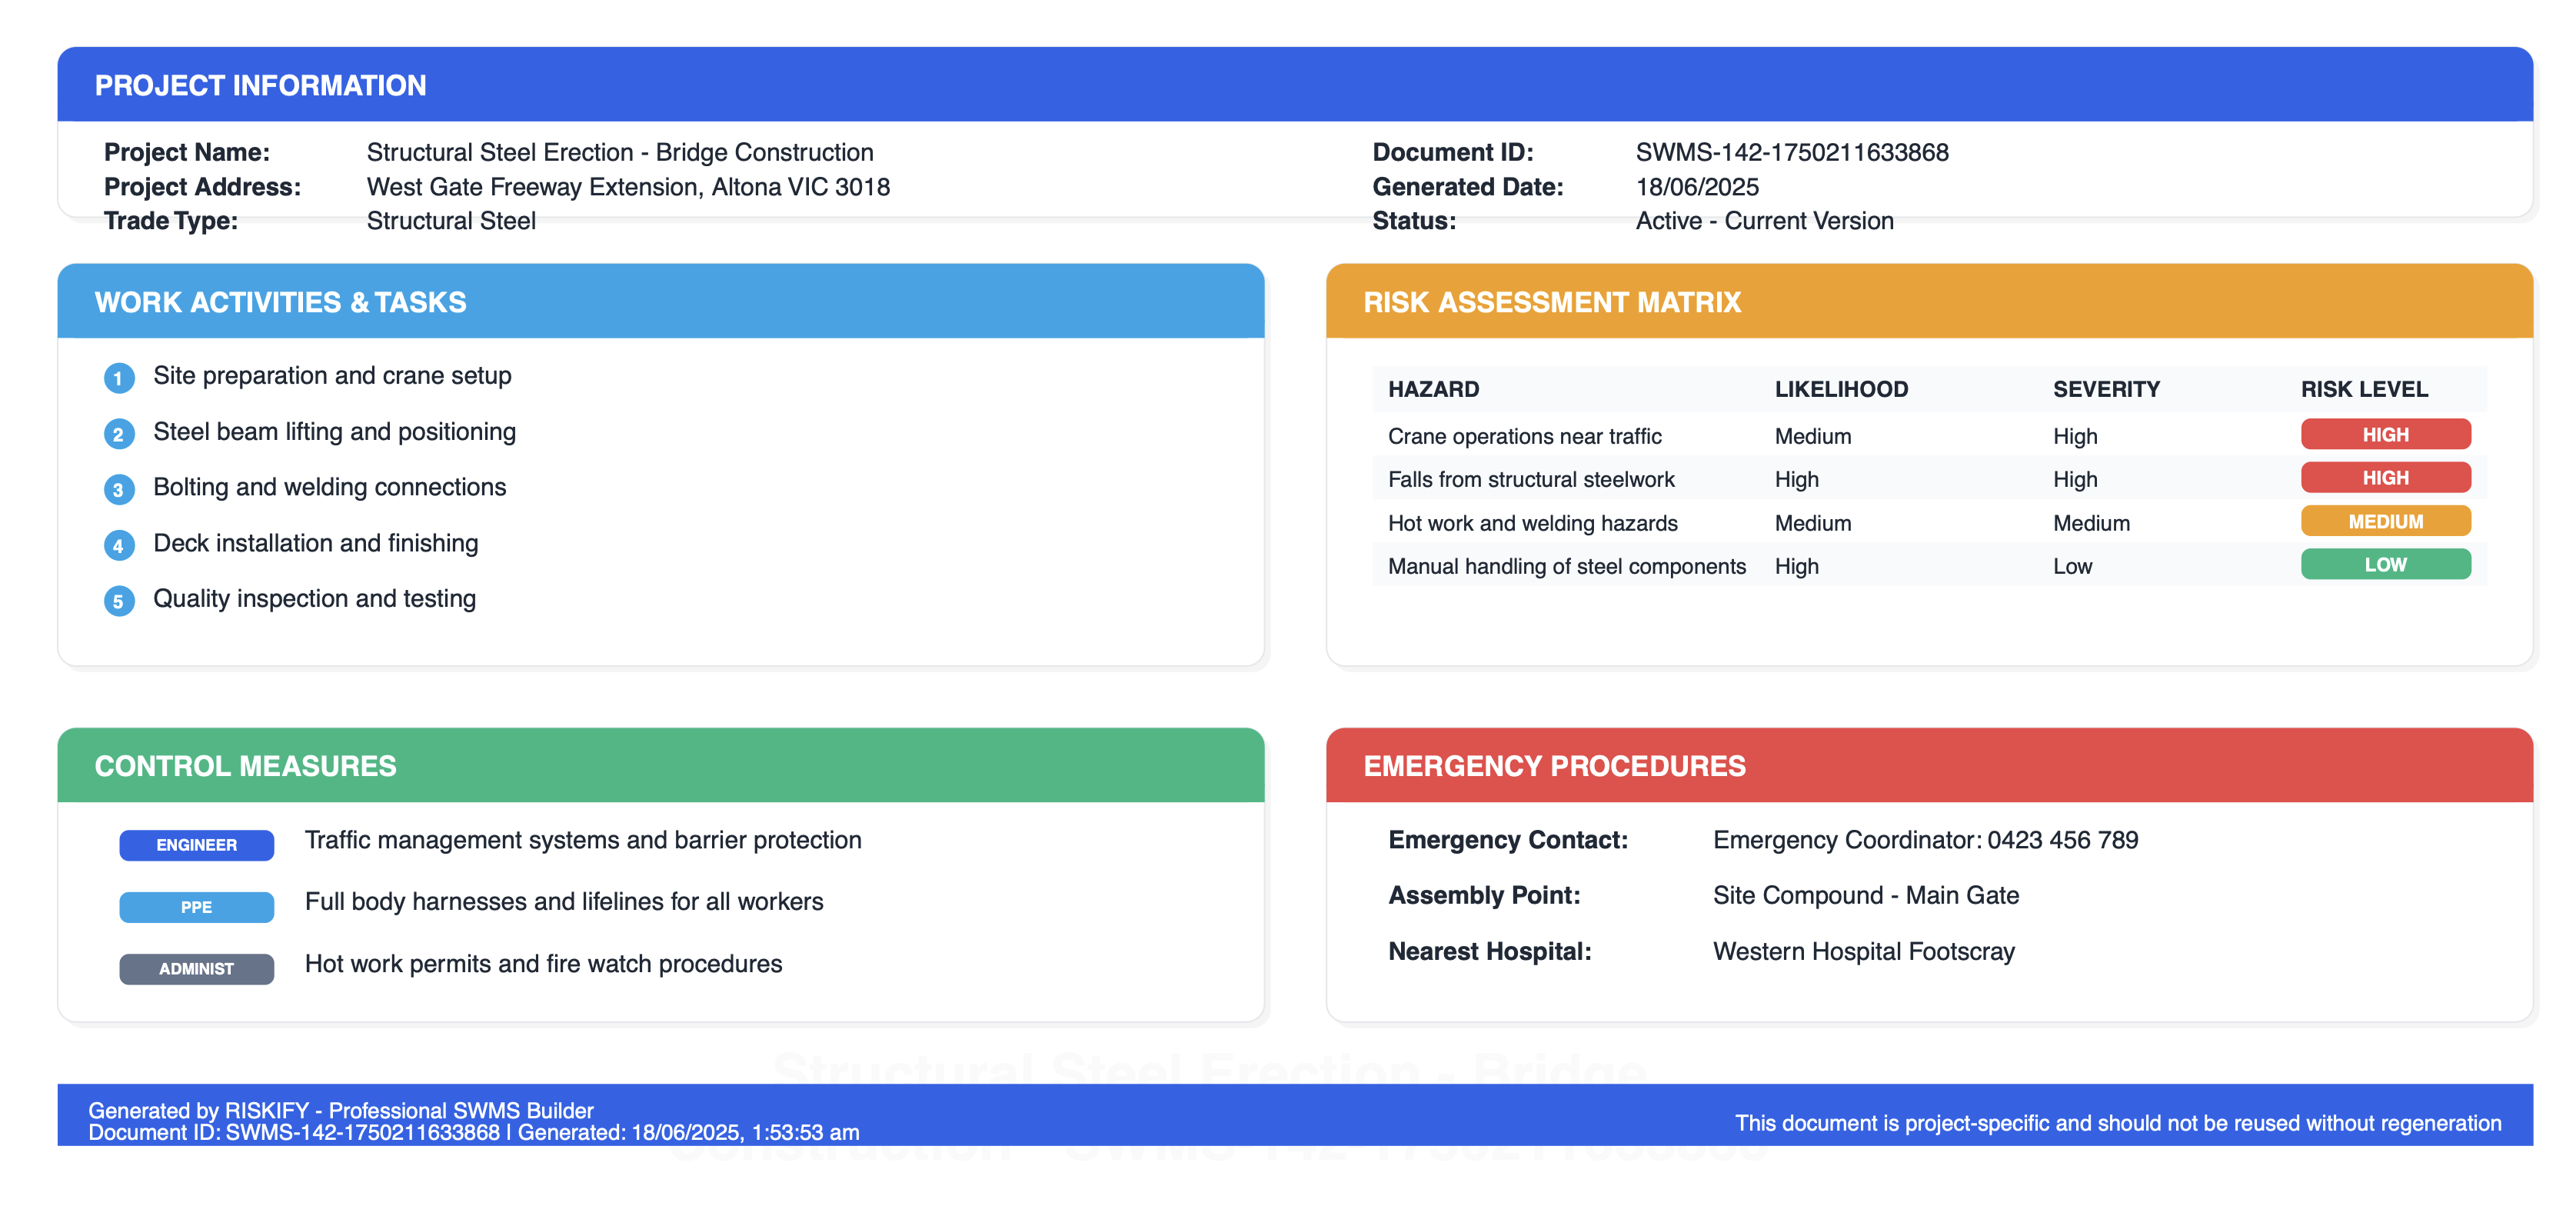 PROJECT INFORMATION
Project Name: Structural Steel Erection - Bridge Construction
Project Address: West Gate Freeway Extension, Altona VIC 3018
Trade Type: Structural Steel
Document ID: SWMS-142-1750211633868
Generated Date: 18/06/2025
Status: Active - Current Version
WORK ACTIVITIES & TASKS
1 Site preparation and crane setup
2 Steel beam lifting and positioning
3 Bolting and welding connections
4 Deck installation and finishing
5 Quality inspection and testing
RISK ASSESSMENT MATRIX
HAZARD LIKELIHOOD SEVERITY RISK LEVEL
Crane operations near traffic Medium High HIGH
Falls from structural steelwork High High HIGH
Hot work and welding hazards Medium Medium MEDIUM
Manual handling of steel components High Low LOW
CONTROL MEASURES
ENGINEER Traffic management systems and barrier protection
PPE Full body harnesses and lifelines for all workers
ADMINIST Hot work permits and fire watch procedures
EMERGENCY PROCEDURES
Emergency Contact: Emergency Coordinator: 0423 456 789
Assembly Point: Site Compound - Main Gate
Nearest Hospital: Western Hospital Footscray
Structural Steel Erection - Bridge
Construction - SWMS-142-1750211633868
Generated by RISKIFY - Professional SWMS Builder
Document ID: SWMS-142-1750211633868 | Generated: 18/06/2025, 1:53:53 am
This document is project-specific and should not be reused without regeneration